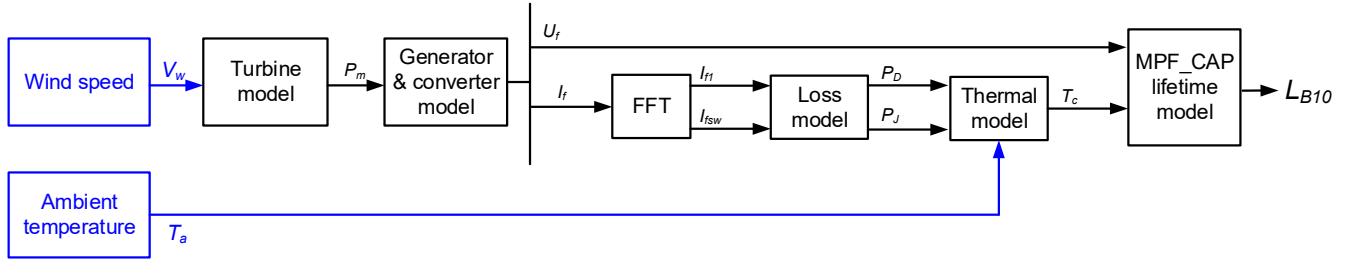 Wind speed
V_w
Turbine
model
P_m
Generator
& converter
model
U_f
I_f
FFT
I_f1
I_fsw
Loss
model
P_D
P_J
Thermal
model
T_c
MPF_CAP
lifetime
model
L_B10
Ambient
temperature
T_a